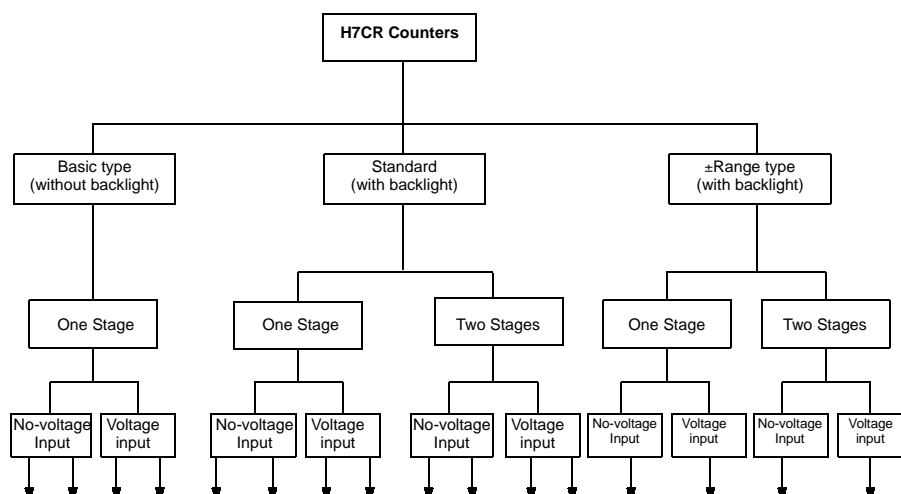 H7CR Counters
Basic type
(without backlight)
Standard
(with backlight)
±Range type
(with backlight)
One Stage
One Stage
Two Stages
One Stage
Two Stages
No-voltage
Input
Voltage
input
No-voltage
Input
Voltage
input
No-voltage
Input
Voltage
input
No-voltage
Input
Voltage
input
No-voltage
Input
Voltage
input